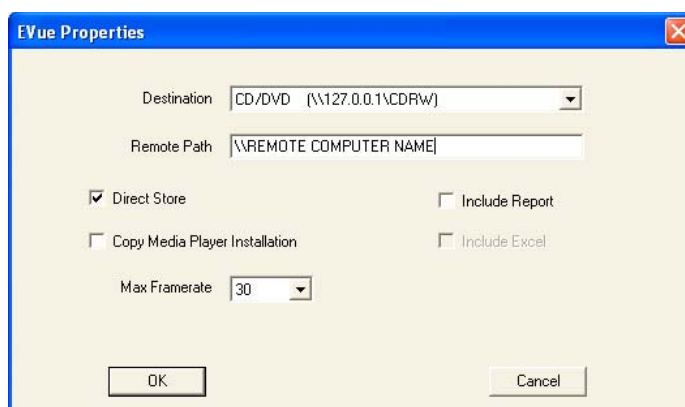 EVue Properties
Destination CD/DVD (\\127.0.0.1\CDRW)
Remote Path \\REMOTE COMPUTER NAME
Direct Store Include Report
Copy Media Player Installation Include Excel
Max Framerate 30
OK Cancel